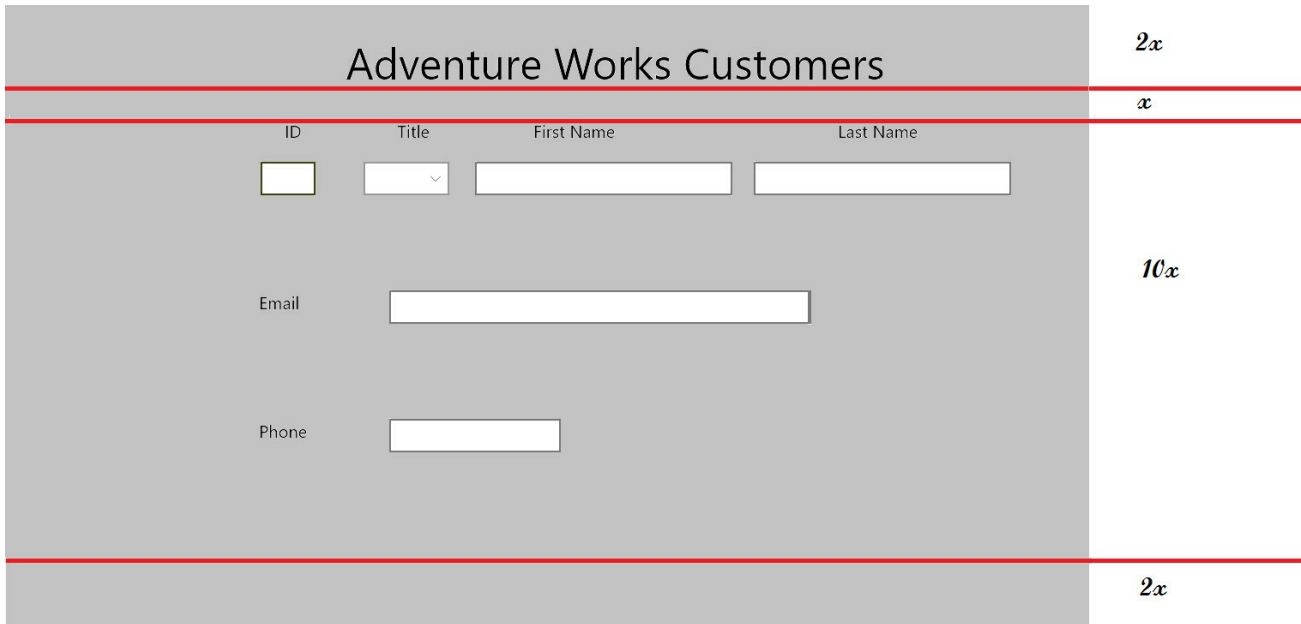 2x
Adventure Works Customers
x
ID Title First Name Last Name
10x
Email
Phone
2x